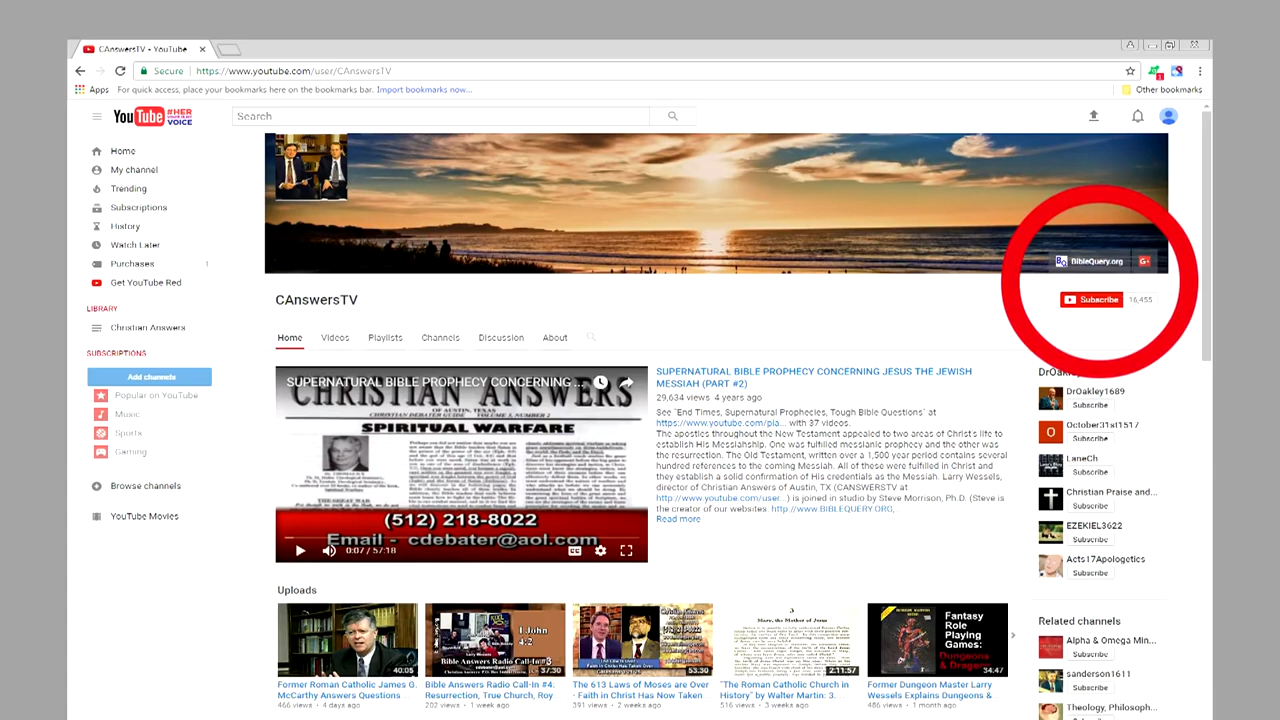 CAnswersTV - YouTube
Secure https://www.youtube.com/user/CAnswersTV
Apps For quick access, place your bookmarks here on the bookmarks bar. Import bookmarks now... Other bookmarks
YouTube #HER VOICE IS MY VOICE
Search
Home
My channel
Trending
Subscriptions
History
Watch Later
Purchases 1
Get YouTube Red
LIBRARY
Christian Answers
SUBSCRIPTIONS
Add channels
Popular on YouTube
Music
Sports
Gaming
Browse channels
YouTube Movies
BibleQuery.org
CAnswersTV
Subscribe 16,455
Home Videos Playlists Channels Discussion About
SUPERNATURAL BIBLE PROPHECY CONCERNING ...
CHRISTIAN ANSWERS
OF AUSTIN, TEXAS
CHRISTIAN DEBATER GUIDE VOLUME 3, NUMBER 2
SPIRITUAL WARFARE
(512) 218-8022
Email - cdebater@aol.com
0:07 / 57:18
SUPERNATURAL BIBLE PROPHECY CONCERNING JESUS THE JEWISH
MESSIAH (PART #2)
29,634 views 4 years ago
See "End Times, Supernatural Prophecies, Tough Bible Questions" at
https://www.youtube.com/pla... with 37 videos.
The apostles throughout the New Testament appealed to two areas of Christ's life to
establish His Messiahship. One was fulfilled messianic prophecy and the other was
the resurrection. The Old Testament, written over a 1,500 year period contains several
hundred references to the coming Messiah. All of these were fulfilled in Christ and
they establish a solid confirmation of His credentials as the Messiah. Larry Wessels,
director of Christian Answers of Austin, TX (CANSWERSTV at
http://www.youtube.com/user...) is joined in studio by Steve Morrison, Ph. D. (Steve is
the creator of our websites: http://www.BIBLEQUERY.ORG,...
Read more
Uploads
40:05
Former Roman Catholic James G.
McCarthy Answers Questions
466 views • 4 days ago
1 John
4:2
Bible Answers Radio Call-In #3
37:30
Bible Answers Radio Call-In #4:
Resurrection, True Church, Roy
202 views • 1 week ago
53:30
The 613 Laws of Moses are Over
- Faith in Christ Has Now Taken
391 views • 2 weeks ago
3
Mary, the Mother of Jesus
2:11:57
"The Roman Catholic Church in
History" by Walter Martin: 3.
516 views • 3 weeks ago
Fantasy
Role
Playing
Games:
Dungeons
& Dragons
34:47
Former Dungeon Master Larry
Wessels Explains Dungeons &
486 views • 1 month ago
DrOakley1689
Subscribe
October31st1517
Subscribe
LaneCh
Subscribe
Christian Praise and...
Subscribe
EZEKIEL3622
Subscribe
Acts17Apologetics
Subscribe
Related channels
Alpha & Omega Min...
Subscribe
sanderson1611
Subscribe
Theology, Philosoph...